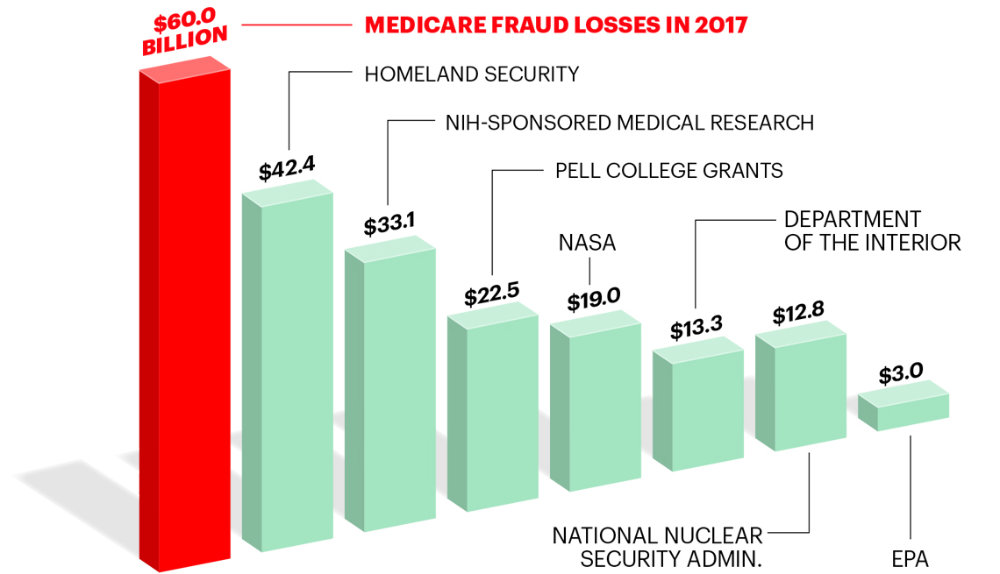 $60.0
BILLION
MEDICARE FRAUD LOSSES IN 2017
HOMELAND SECURITY
$42.4
NIH-SPONSORED MEDICAL RESEARCH
$33.1
PELL COLLEGE GRANTS
$22.5
NASA
$19.0
DEPARTMENT
OF THE INTERIOR
$13.3
$12.8
NATIONAL NUCLEAR
SECURITY ADMIN.
$3.0
EPA